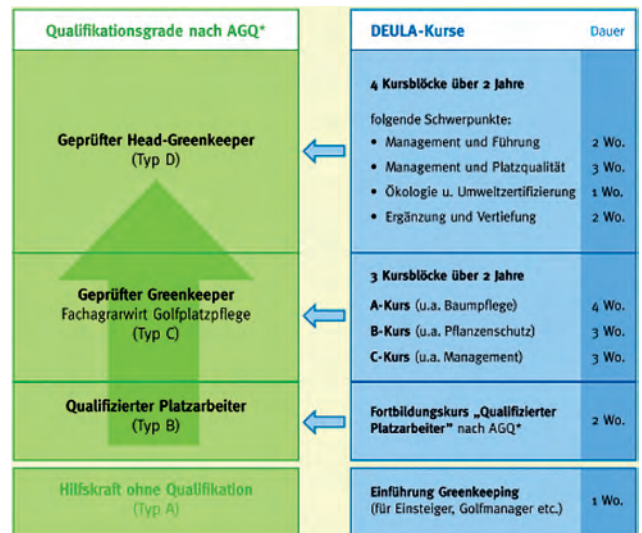 Qualifikationsgrade nach AGQ*
Geprüfter Head-Greenkeeper
(Typ D)
Geprüfter Greenkeeper
Fachagrarwirt Golfplatzpflege
(Typ C)
Qualifizierter Platzarbeiter
(Typ B)
Hilfskraft ohne Qualifikation
(Typ A)
DEULA-Kurse Dauer
4 Kursblöcke über 2 Jahre
folgende Schwerpunkte:
• Management und Führung 2 Wo.
• Management und Platzqualität 3 Wo.
• Ökologie u. Umweltzertifizierung 1 Wo.
• Ergänzung und Vertiefung 2 Wo.
3 Kursblöcke über 2 Jahre
A-Kurs (u.a. Baumpflege) 4 Wo.
B-Kurs (u.a. Pflanzenschutz) 3 Wo.
C-Kurs (u.a. Management) 3 Wo.
Fortbildungskurs „Qualifizierter
Platzarbeiter" nach AGQ* 2 Wo.
Einführung Greenkeeping
(für Einsteiger, Golfmanager etc.) 1 Wo.